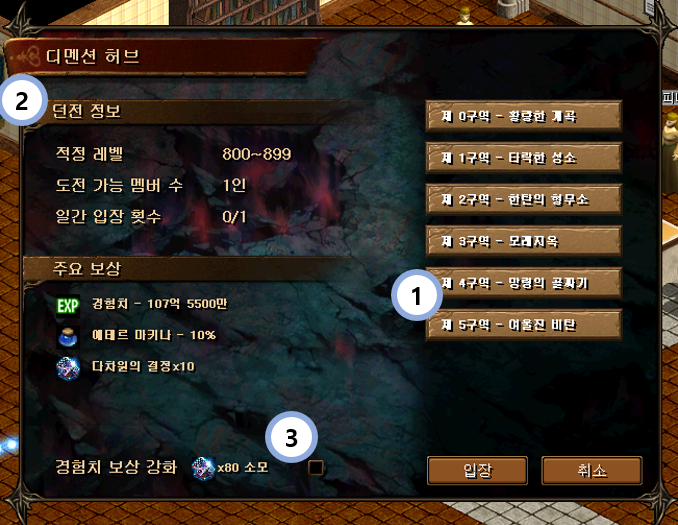 디멘션 허브
2
던전 정보
적정 레벨 800~899
도전 가능 멤버 수 1인
일간 입장 횟수 0/1
주요 보상
EXP 경험치 - 107억 5500만
에테르 마키나 - 10%
다차원의 결정x10
3
경험치 보상 강화 x80 소모
제 0구역 - 황량한 계곡
제 1구역 - 타락한 성소
제 2구역 - 한탄의 형무소
제 3구역 - 모래지옥
1
제 4구역 - 망령의 골짜기
제 5구역 - 여울진 비탄
입장 취소